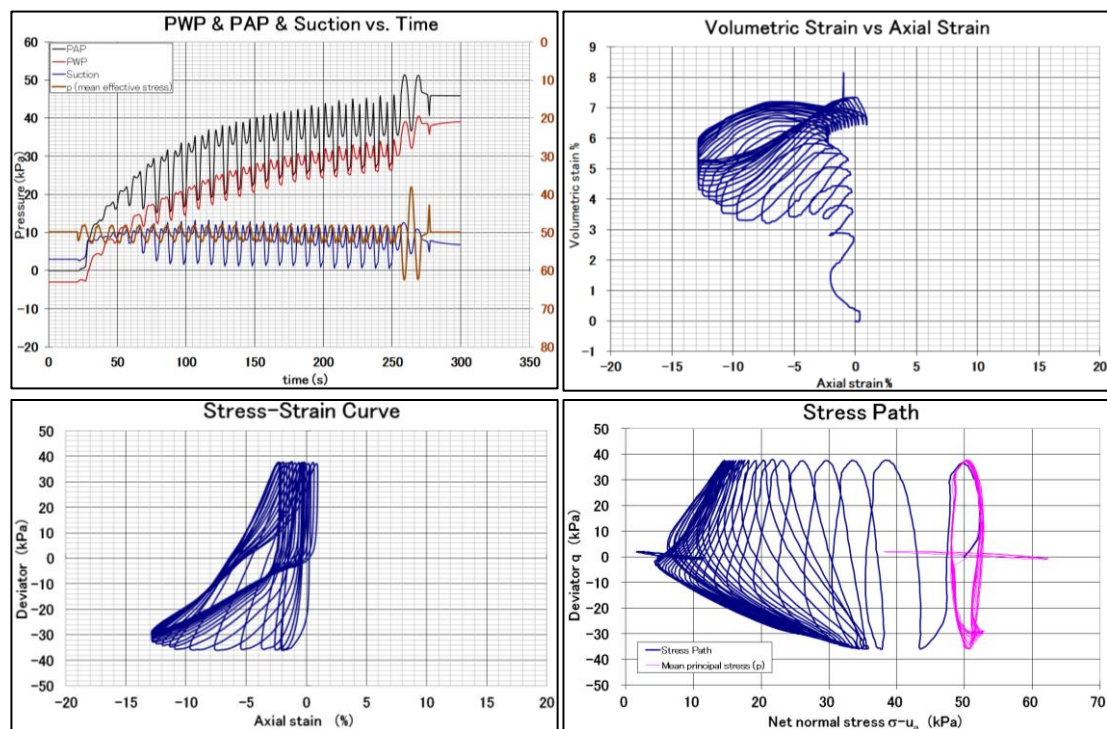 PWP & PAP & Suction vs. Time
60
50
40
30
20
10
0
−10
−20
Pressure (kPa)
PAP
PWP
Suction
p (mean effective stress)
0
10
20
30
40
50
60
70
80
0 50 100 150 200 250 300 350
time (s)
Volumetric Strain vs Axial Strain
9
8
7
6
5
4
3
2
1
0
−1
Volumetric stain %
−20 −15 −10 −5 0 5 10 15 20
Axial strain %
Stress−Strain Curve
50
40
30
20
10
0
−10
−20
−30
−40
−50
Deviator (kPa)
−20 −15 −10 −5 0 5 10 15 20
Axial stain (%)
Stress Path
50
40
30
20
10
0
−10
−20
−30
−40
−50
Deviator q (kPa)
Stress Path
Mean principal stress (p)
0 10 20 30 40 50 60 70
Net normal stress σ−uₐ (kPa)